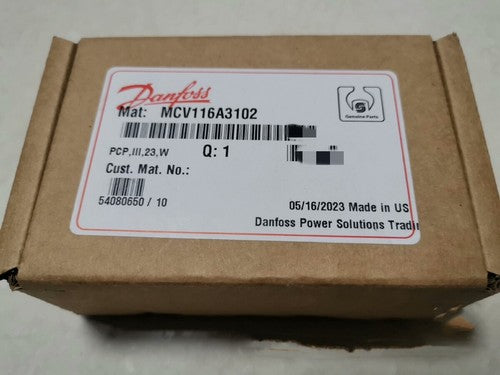 Danfoss
Mat: MCV116A3102
Genuine Parts
PCP,III,23,W Q: 1
Cust. Mat. No.:
54080650 / 10
05/16/2023 Made in US
Danfoss Power Solutions Tradin